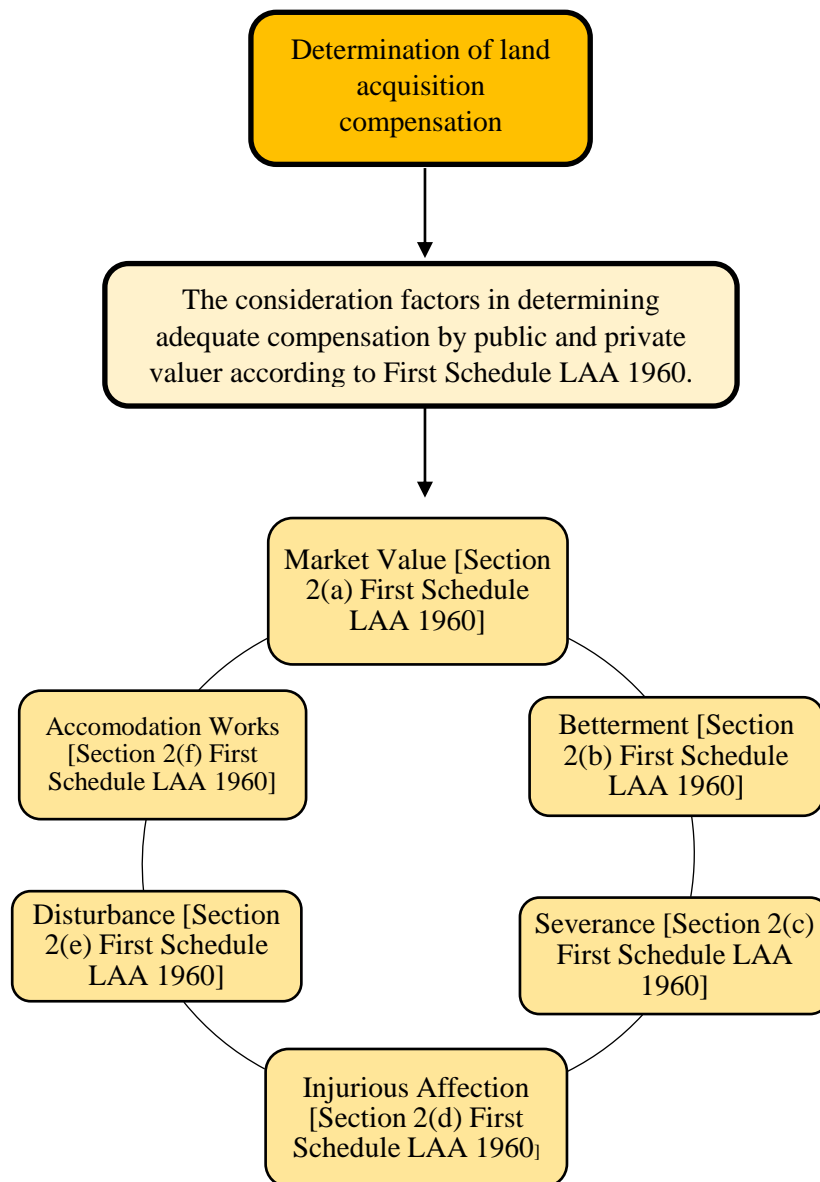 Determination of land
acquisition
compensation
The consideration factors in determining
adequate compensation by public and private
valuer according to First Schedule LAA 1960.
Market Value [Section
2(a) First Schedule
LAA 1960]
Accomodation Works
[Section 2(f) First
Schedule LAA 1960]
Betterment [Section
2(b) First Schedule
LAA 1960]
Disturbance [Section
2(e) First Schedule
LAA 1960]
Severance [Section 2(c)
First Schedule LAA
1960]
Injurious Affection
[Section 2(d) First
Schedule LAA 1960]